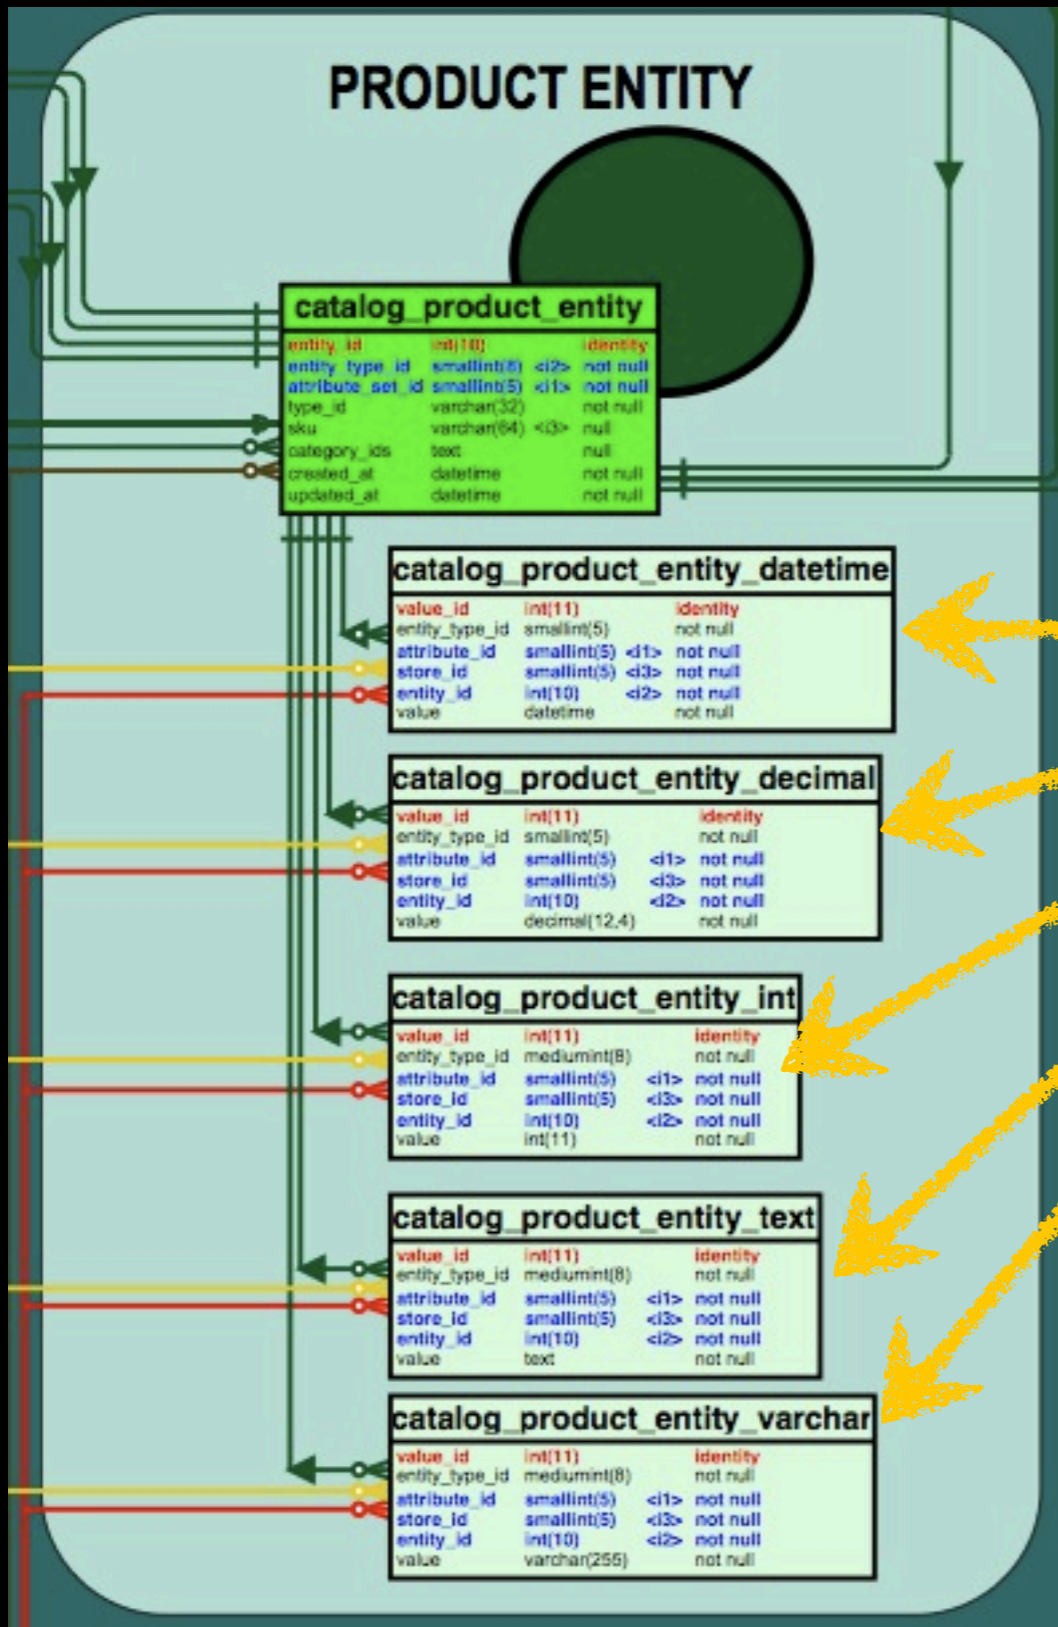 PRODUCT ENTITY
catalog_product_entity
entity_id int(10) identity
entity_type_id smallint(8) <i2> not null
attribute_set_id smallint(5) <i1> not null
type_id varchar(32) not null
sku varchar(64) <i3> null
category_ids text null
created_at datetime not null
updated_at datetime not null
catalog_product_entity_datetime
value_id int(11) identity
entity_type_id smallint(5) not null
attribute_id smallint(5) <i1> not null
store_id smallint(5) <i3> not null
entity_id int(10) <i2> not null
value datetime not null
catalog_product_entity_decimal
value_id int(11) identity
entity_type_id smallint(5) not null
attribute_id smallint(5) <i1> not null
store_id smallint(5) <i3> not null
entity_id int(10) <i2> not null
value decimal(12,4) not null
catalog_product_entity_int
value_id int(11) identity
entity_type_id mediumint(8) not null
attribute_id smallint(5) <i1> not null
store_id smallint(5) <i3> not null
entity_id int(10) <i2> not null
value int(11) not null
catalog_product_entity_text
value_id int(11) identity
entity_type_id mediumint(8) not null
attribute_id smallint(5) <i1> not null
store_id smallint(5) <i3> not null
entity_id int(10) <i2> not null
value text not null
catalog_product_entity_varchar
value_id int(11) identity
entity_type_id mediumint(8) not null
attribute_id smallint(5) <i1> not null
store_id smallint(5) <i3> not null
entity_id int(10) <i2> not null
value varchar(255) not null